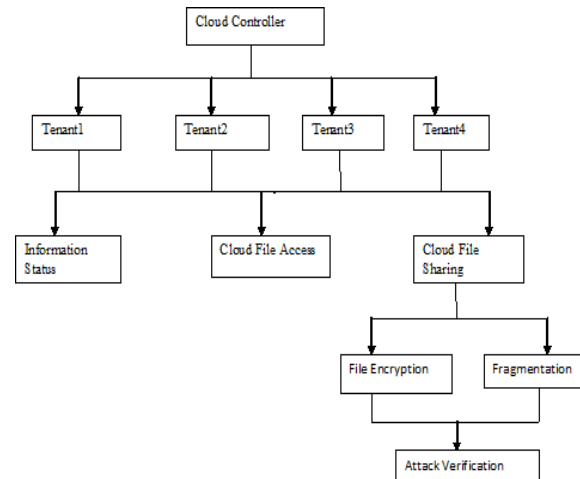 Cloud Controller
Tenant1
Tenant2
Tenant3
Tenant4
Information
Status
Cloud File Access
Cloud File
Sharing
File Encryption
Fragmentation
Attack Verification